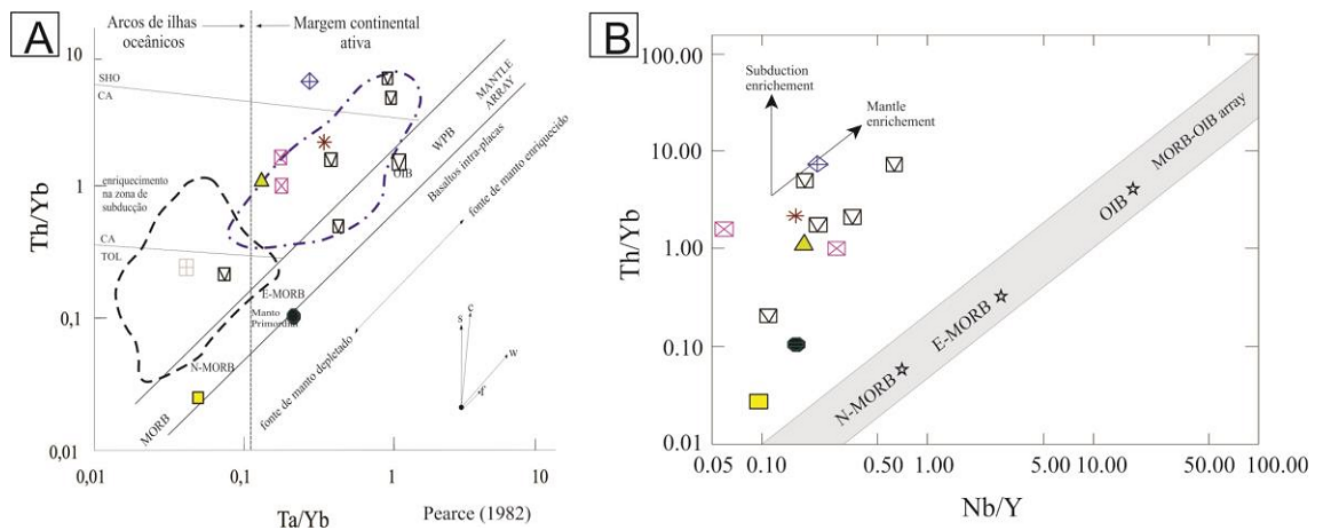 A
Arcos de ilhas
oceânicos
Margem continental
ativa
10
1
0,1
0,01
Th/Yb
SHO
CA
enriquecimento
na zona de
subducção
CA
TOL
MANTLE
ARRAY
WPB
OIB
Basaltos intra-placas
fonte de manto enriquecido
E-MORB
Manto
Primordial
N-MORB
MORB
fonte de manto depletado
s
c
w
f
0,01
0,1
1
10
Ta/Yb
Pearce (1982)
B
100.00
10.00
1.00
0.10
0.01
Th/Yb
Subduction
enrichement
Mantle
enrichement
N-MORB
E-MORB
OIB
MORB-OIB array
0.05
0.10
0.50
1.00
5.00
10.00
50.00
100.00
Nb/Y